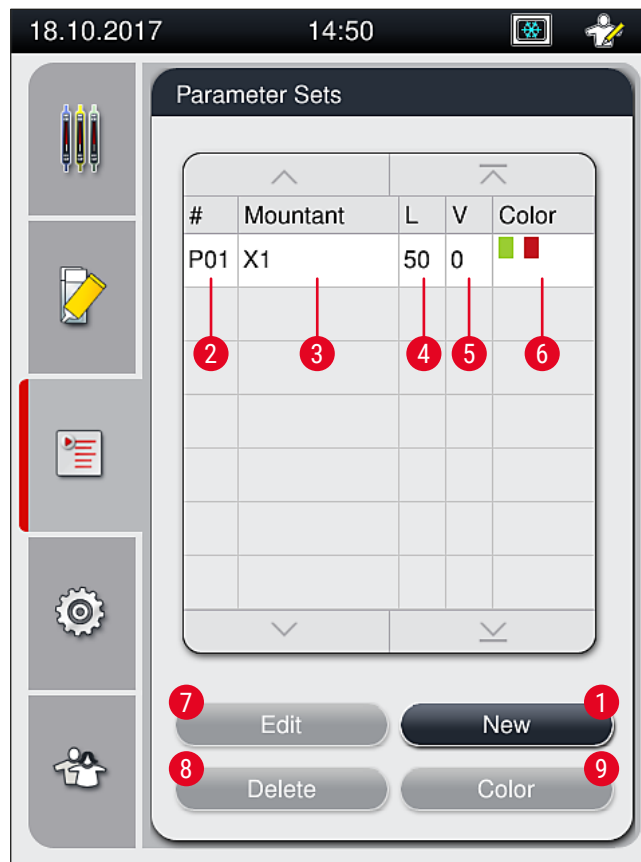 18.10.2017 14:50
Parameter Sets
# Mountant L V Color
P01 X1 50 0
2 3 4 5 6
7 1
Edit New
8 9
Delete Color